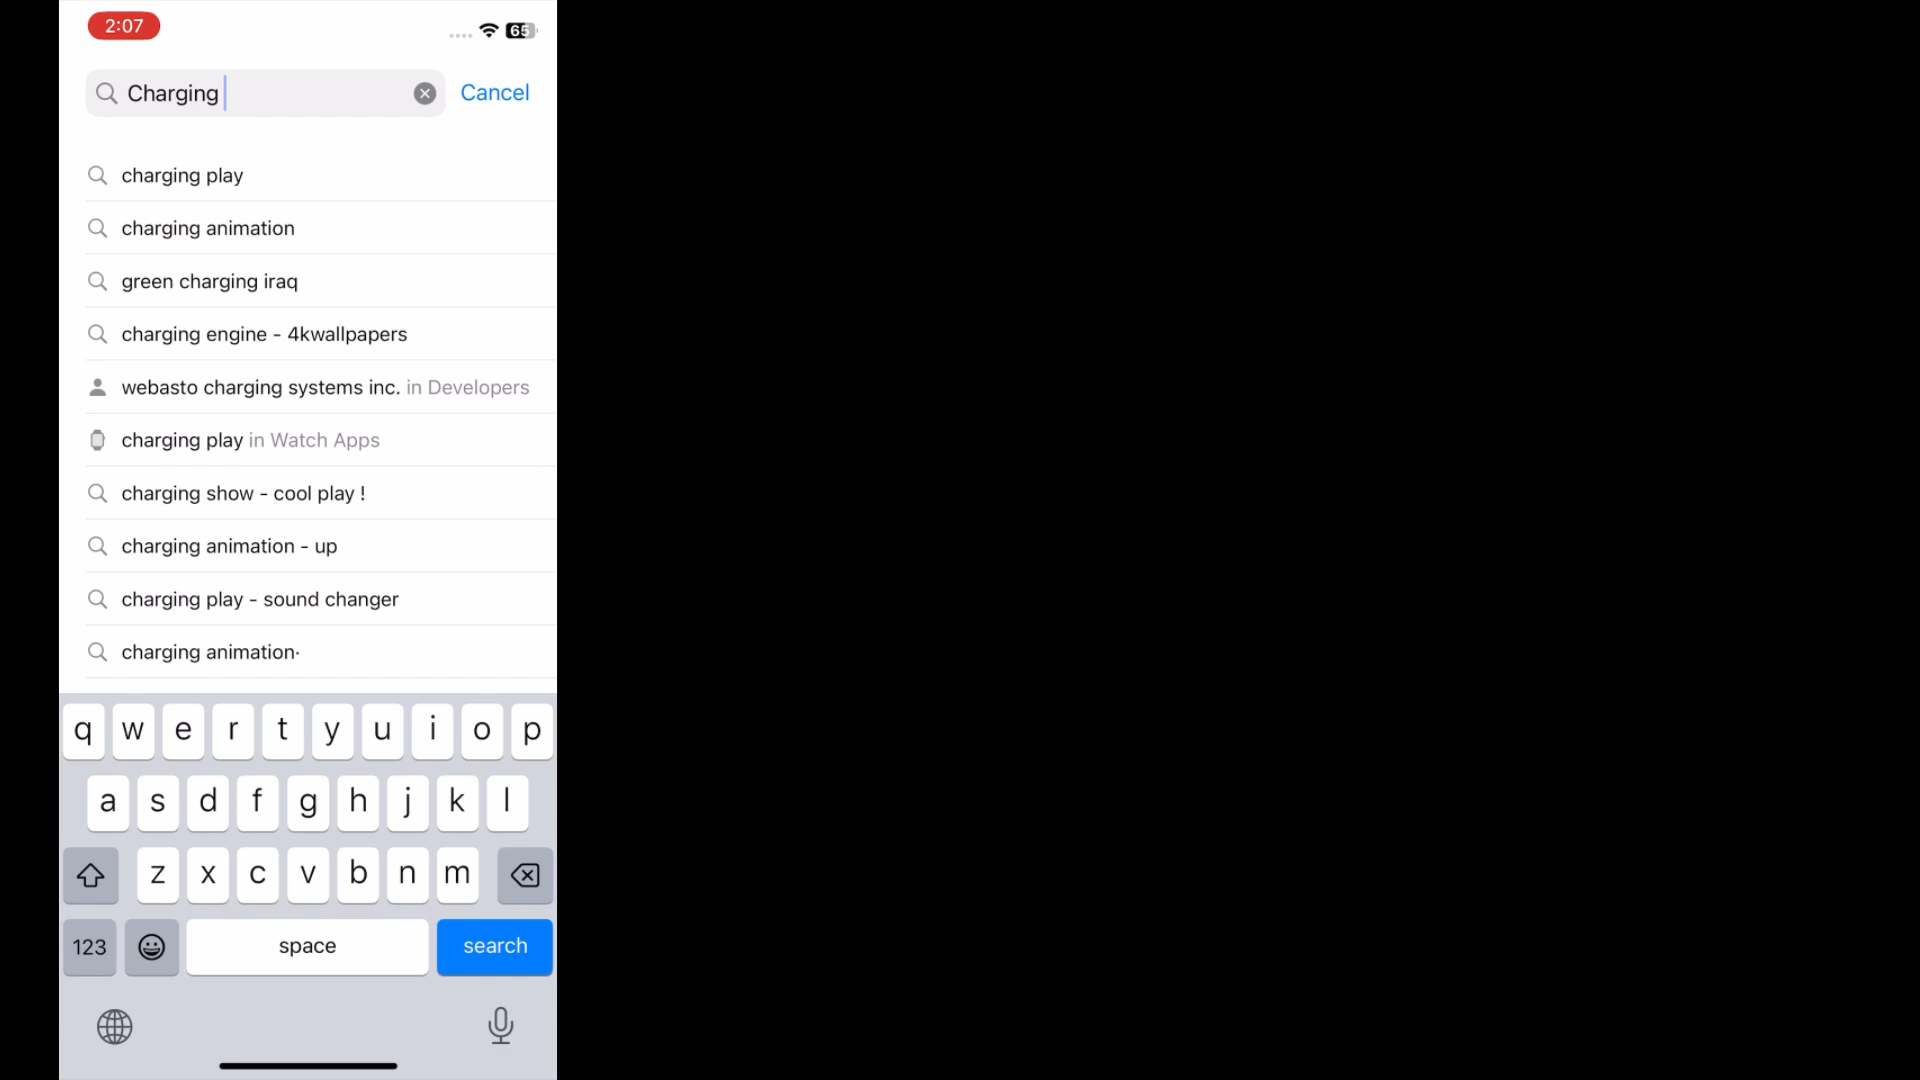 2:07
65
Charging
Cancel
charging play
charging animation
green charging iraq
charging engine - 4kwallpapers
webasto charging systems inc. in Developers
charging play in Watch Apps
charging show - cool play !
charging animation - up
charging play - sound changer
charging animation·
q w e r t y u i o p
a s d f g h j k l
z x c v b n m
123 space search